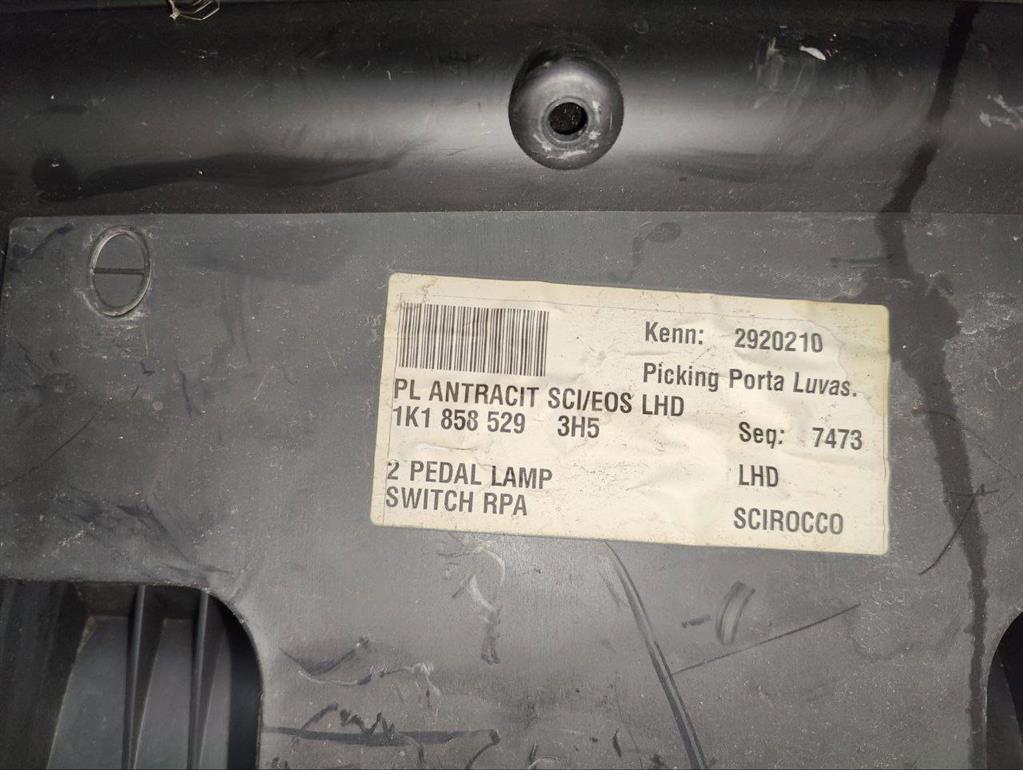 Kenn: 2920210
Picking Porta Luvas.
PL ANTRACIT SCI/EOS LHD
1K1 858 529 3H5
Seq: 7473
2 PEDAL LAMP
LHD
SWITCH RPA
SCIROCCO